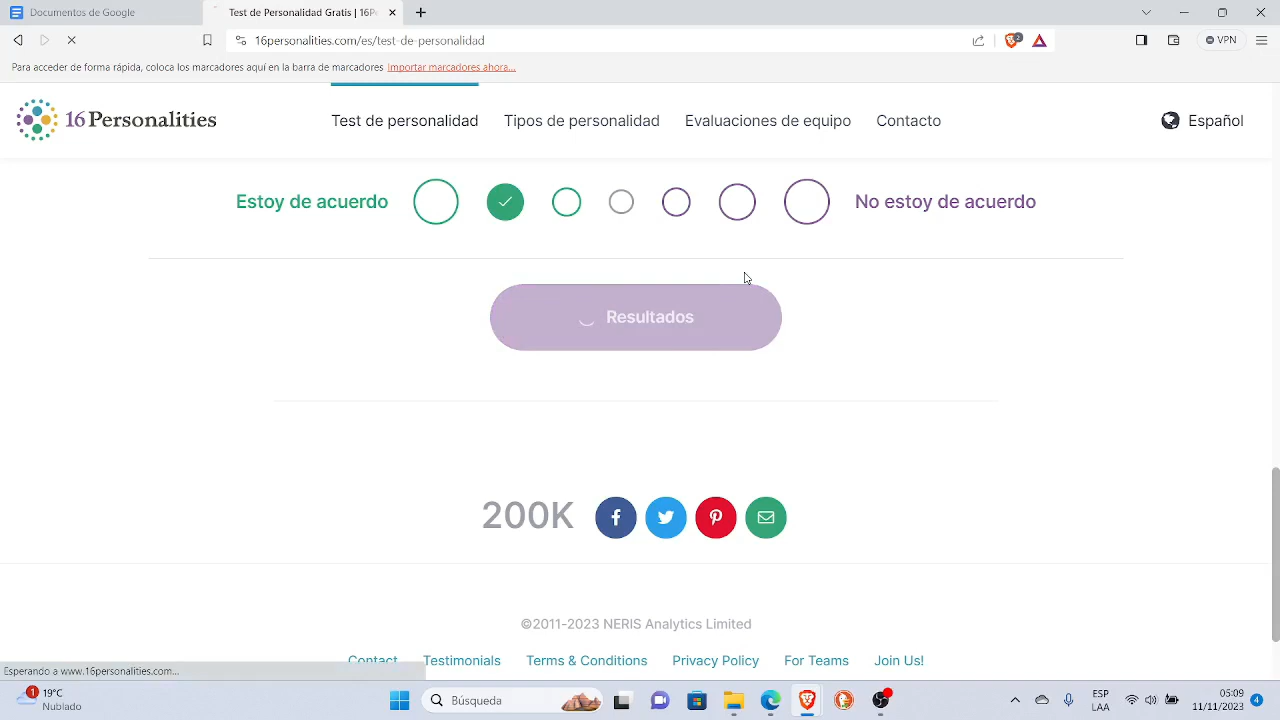 Documentos de Google
Test de Personalidad Gratis | 16P
16personalities.com/es/test-de-personalidad
2
VPN
Para acceder de forma rápida, coloca los marcadores aquí en la barra de marcadores Importar marcadores ahora...
16Personalities
Test de personalidad
Tipos de personalidad
Evaluaciones de equipo
Contacto
Español
Estoy de acuerdo
No estoy de acuerdo
Resultados
200K
©2011-2023 NERIS Analytics Limited
Contact
Testimonials
Terms & Conditions
Privacy Policy
For Teams
Join Us!
Esperando a www.16personalities.com...
1
19°C
Nublado
Búsqueda
ESP
LAA
05:09
11/11/2023
4